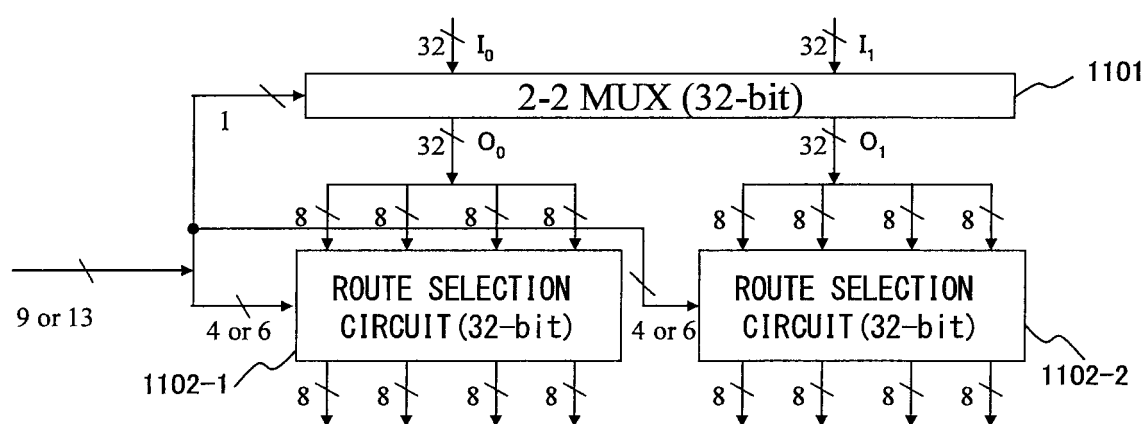 32 I₀ 32 I₁
2-2 MUX (32-bit) 1101
1
32 O₀ 32 O₁
8 8 8 8 8 8 8 8
9 or 13
ROUTE SELECTION
CIRCUIT(32-bit)
ROUTE SELECTION
CIRCUIT(32-bit)
4 or 6 4 or 6
1102-1 1102-2
8 8 8 8 8 8 8 8